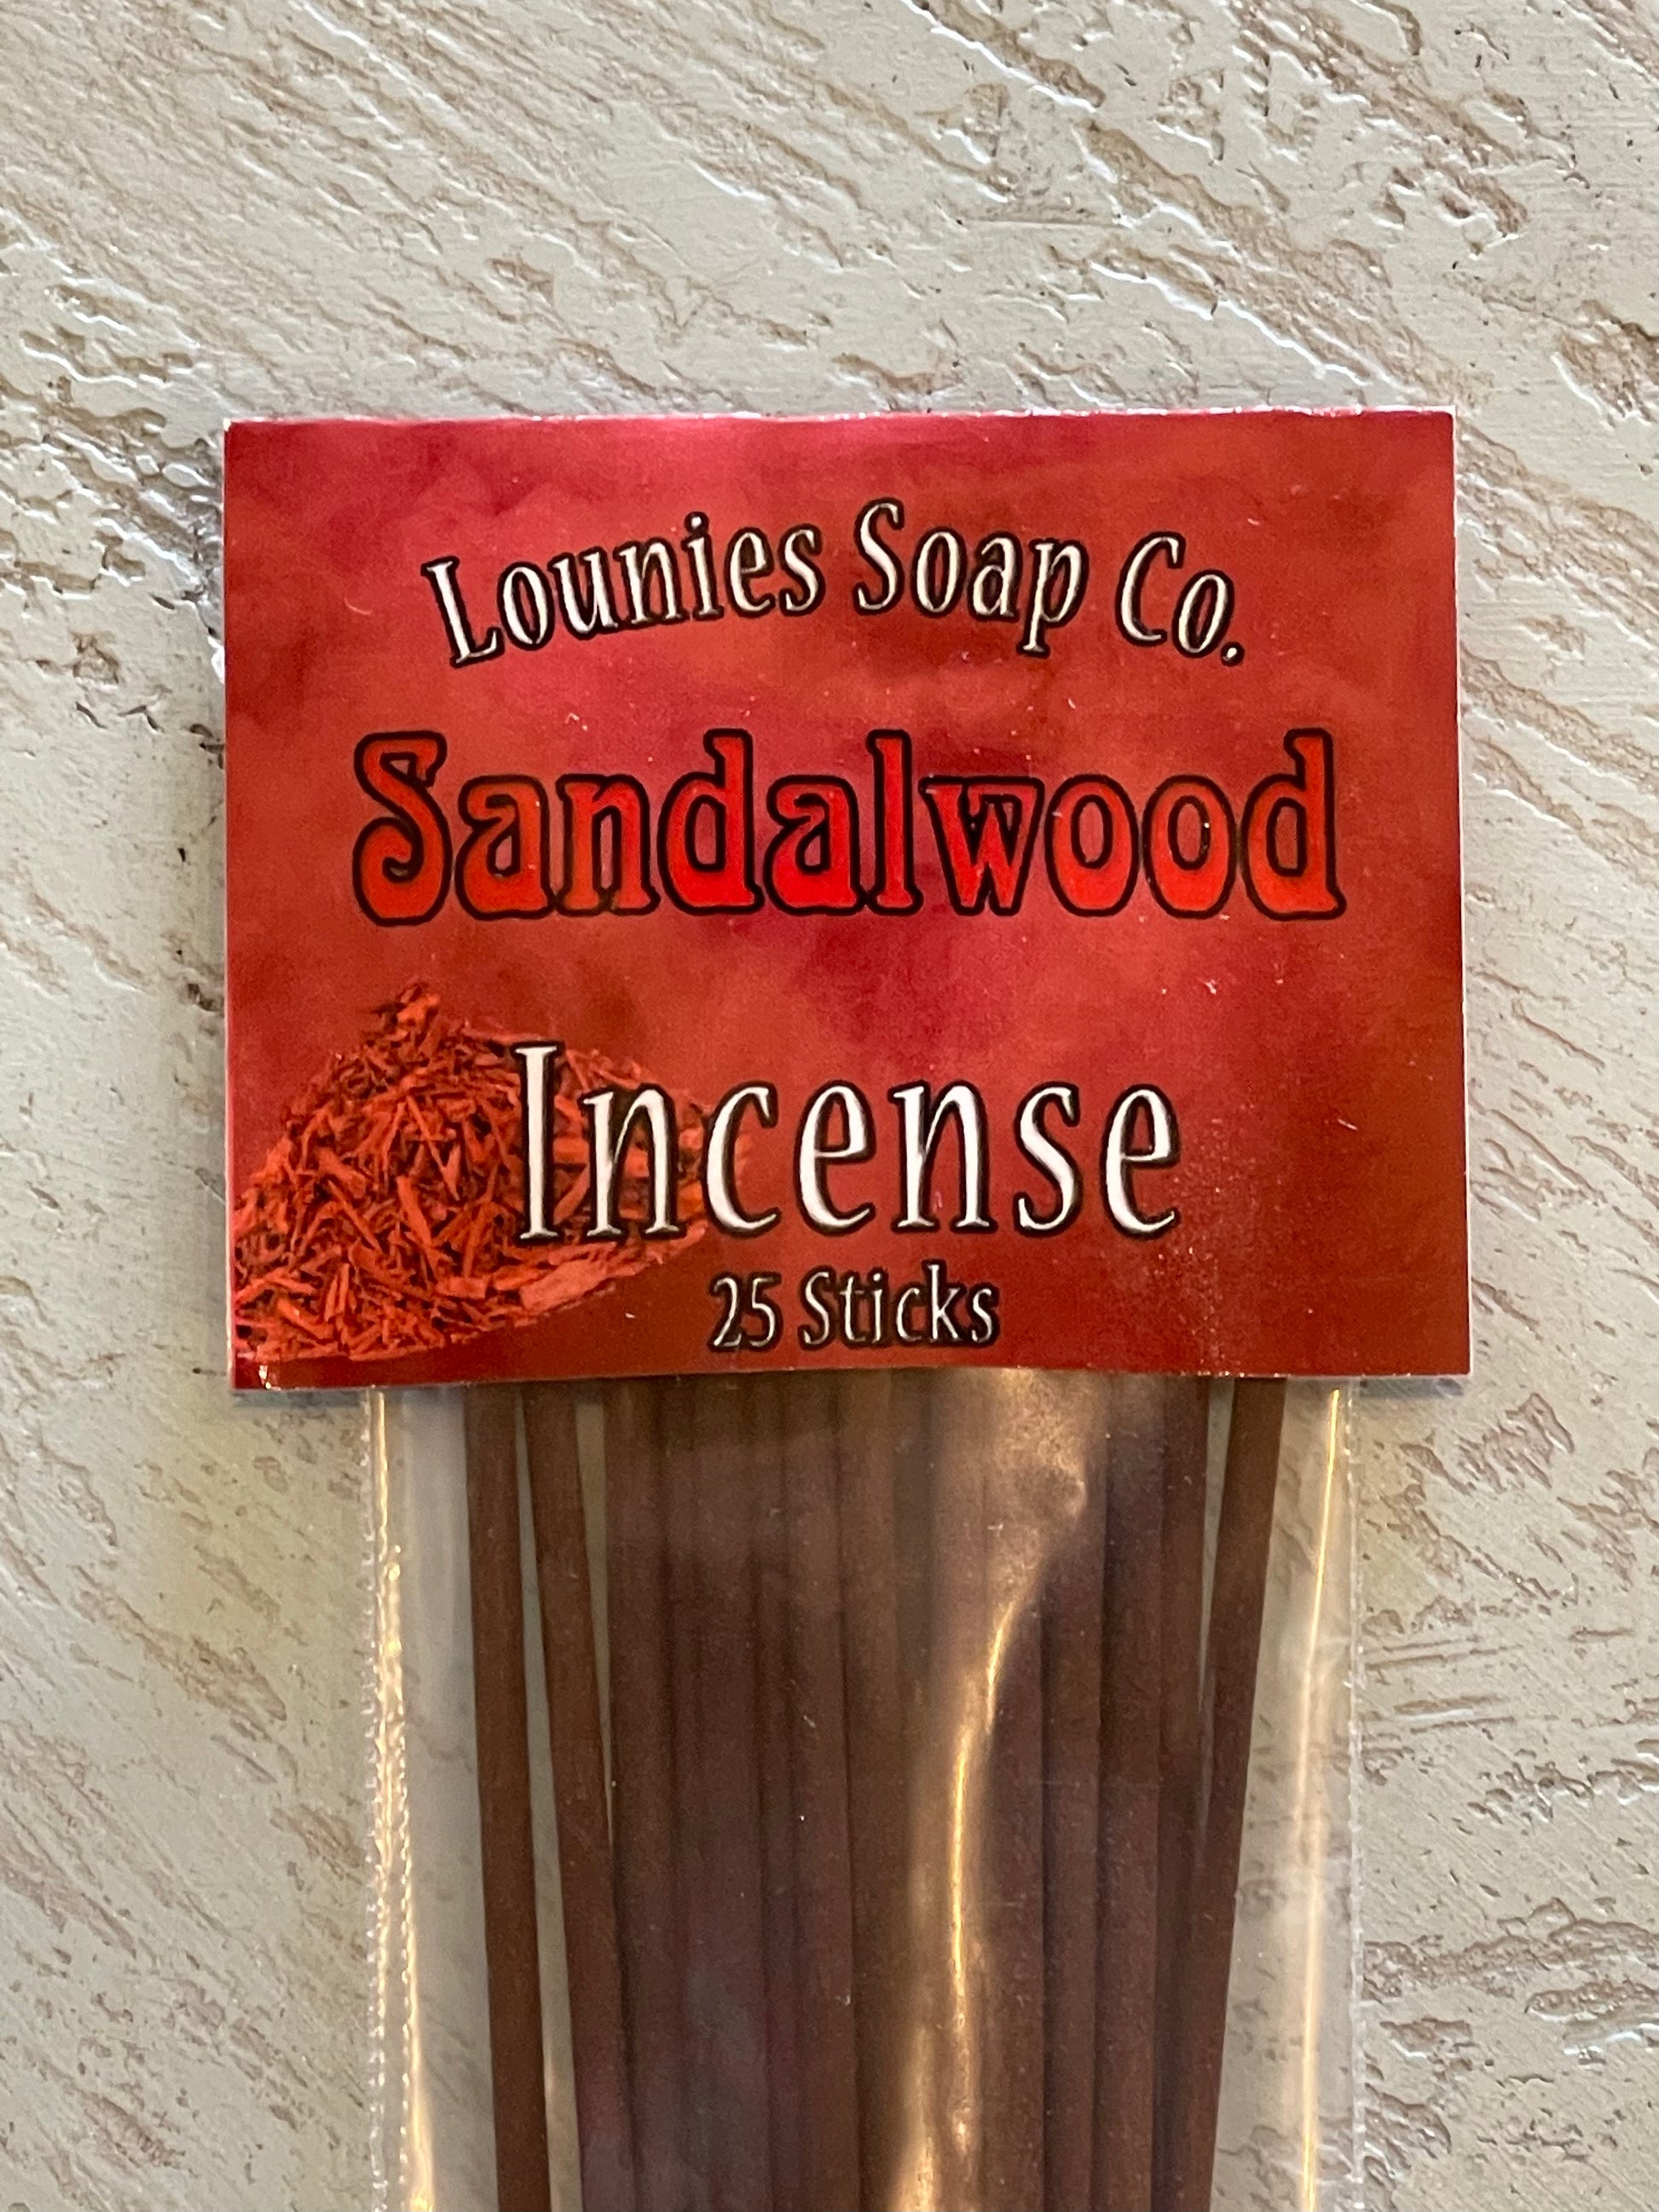 Lounies Soap Co.
Sandalwood
Incense
25 Sticks